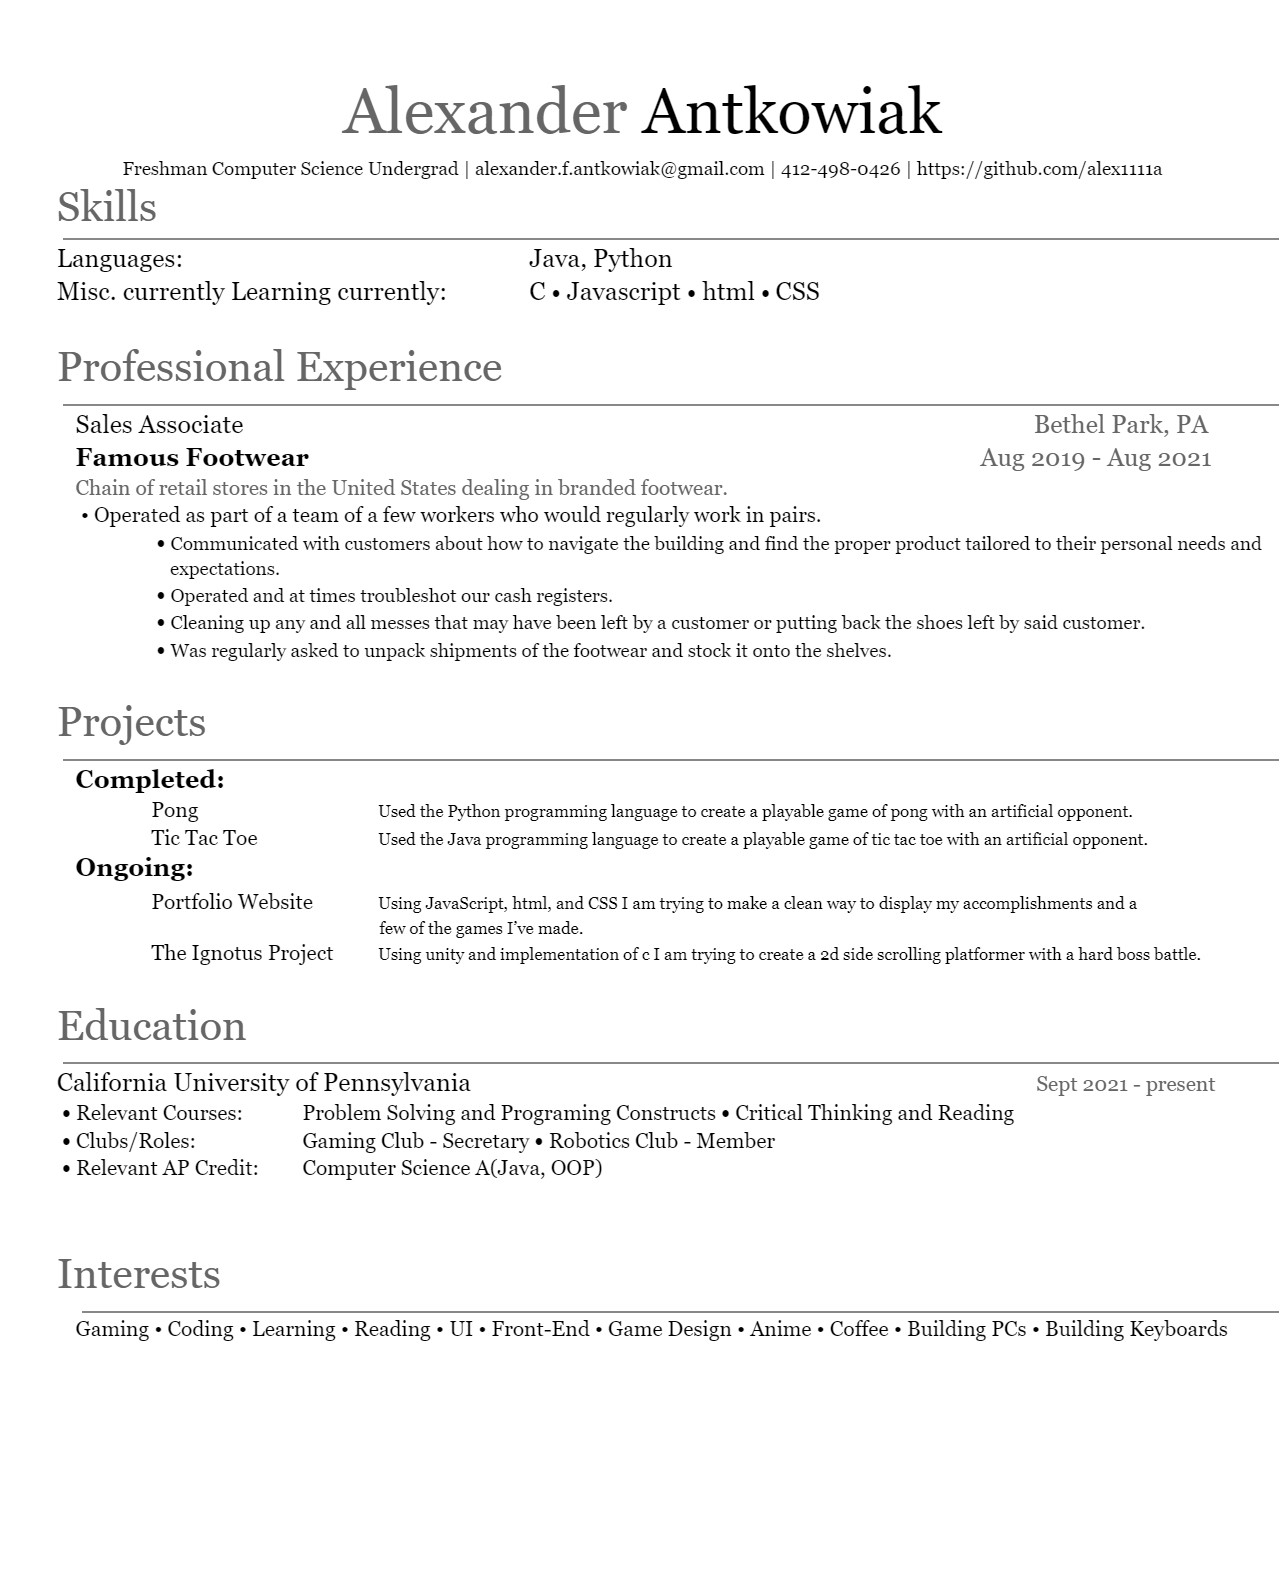 Alexander Antkowiak
Freshman Computer Science Undergrad | alexander.f.antkowiak@gmail.com | 412-498-0426 | https://github.com/alex1111a
Skills
Languages: Java, Python
Misc. currently Learning currently: C • Javascript • html • CSS
Professional Experience
Sales Associate Bethel Park, PA
Famous Footwear Aug 2019 - Aug 2021
Chain of retail stores in the United States dealing in branded footwear.
• Operated as part of a team of a few workers who would regularly work in pairs.
• Communicated with customers about how to navigate the building and find the proper product tailored to their personal needs and
expectations.
• Operated and at times troubleshot our cash registers.
• Cleaning up any and all messes that may have been left by a customer or putting back the shoes left by said customer.
• Was regularly asked to unpack shipments of the footwear and stock it onto the shelves.
Projects
Completed:
Pong Used the Python programming language to create a playable game of pong with an artificial opponent.
Tic Tac Toe Used the Java programming language to create a playable game of tic tac toe with an artificial opponent.
Ongoing:
Portfolio Website Using JavaScript, html, and CSS I am trying to make a clean way to display my accomplishments and a
few of the games I’ve made.
The Ignotus Project Using unity and implementation of c I am trying to create a 2d side scrolling platformer with a hard boss battle.
Education
California University of Pennsylvania Sept 2021 - present
• Relevant Courses: Problem Solving and Programing Constructs • Critical Thinking and Reading
• Clubs/Roles: Gaming Club - Secretary • Robotics Club - Member
• Relevant AP Credit: Computer Science A(Java, OOP)
Interests
Gaming • Coding • Learning • Reading • UI • Front-End • Game Design • Anime • Coffee • Building PCs • Building Keyboards